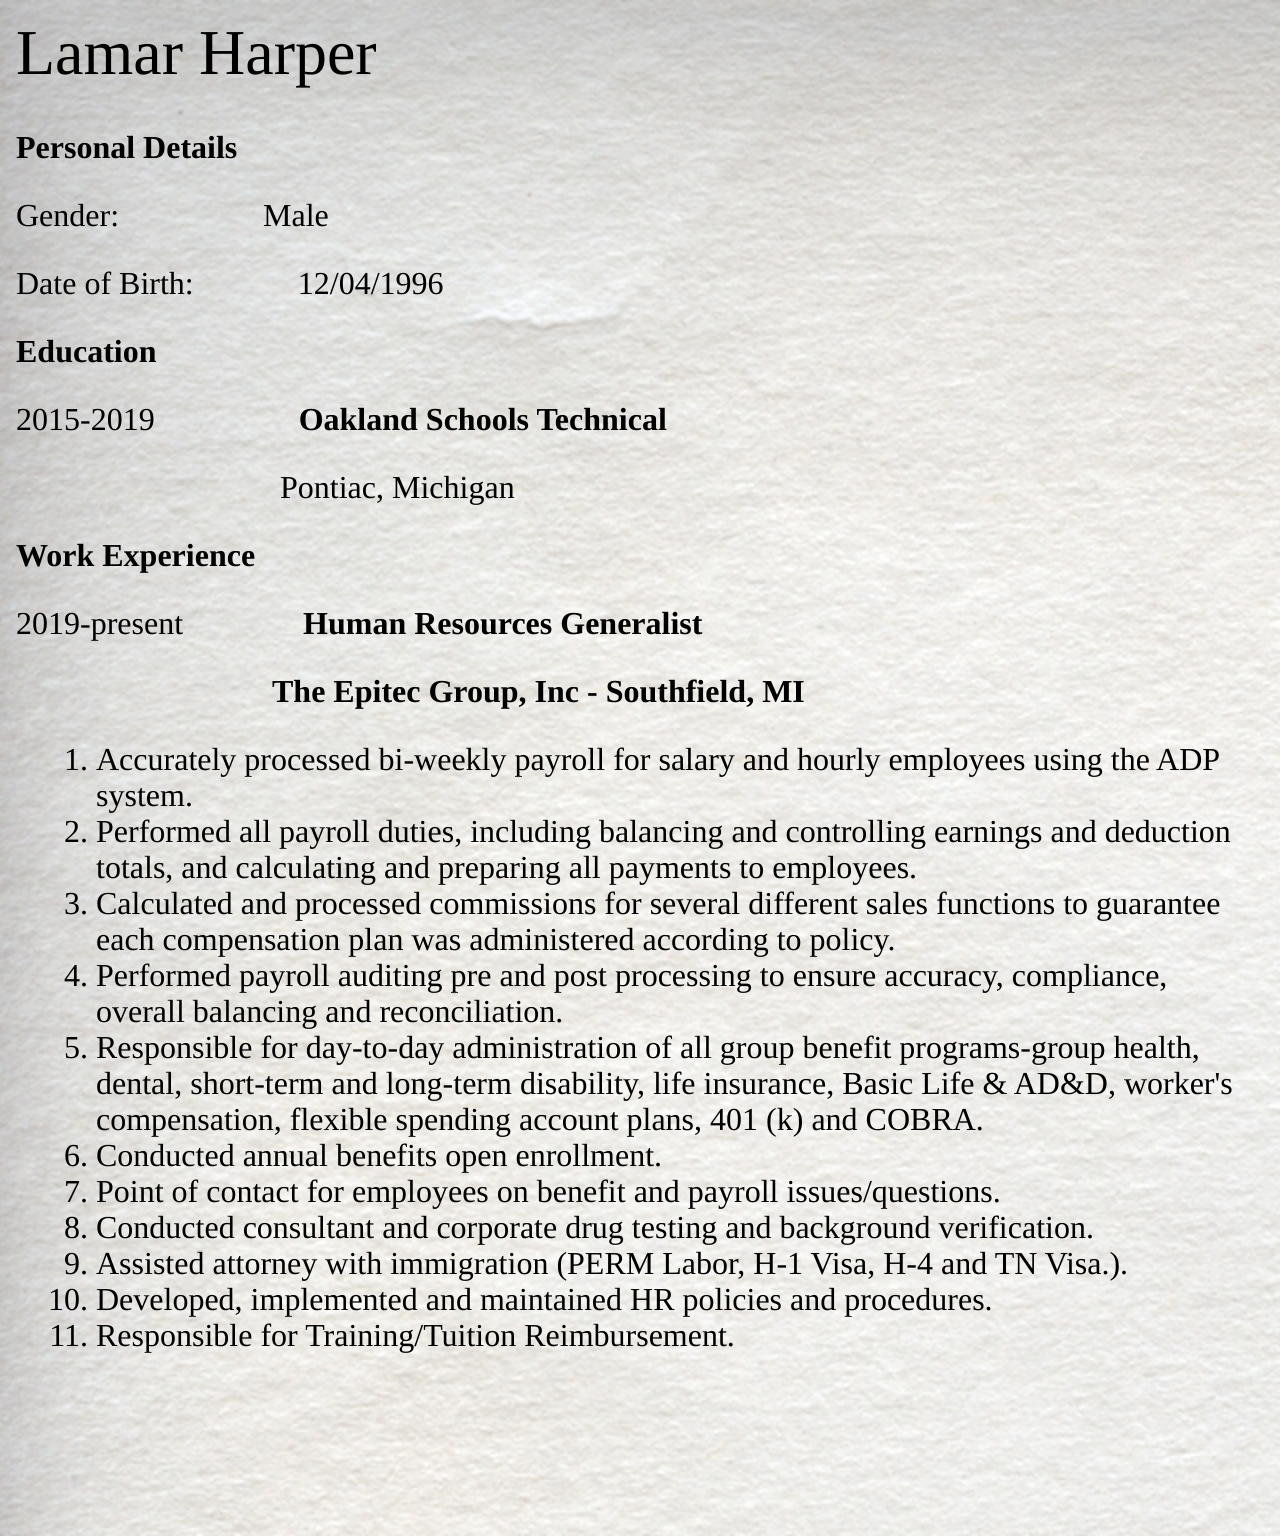 Lamar Harper
Personal Details
Gender: Male
Date of Birth: 12/04/1996
Education
2015-2019 Oakland Schools Technical
Pontiac, Michigan
Work Experience
2019-present Human Resources Generalist
The Epitec Group, Inc - Southfield, MI
1. Accurately processed bi-weekly payroll for salary and hourly employees using the ADP
system.
2. Performed all payroll duties, including balancing and controlling earnings and deduction
totals, and calculating and preparing all payments to employees.
3. Calculated and processed commissions for several different sales functions to guarantee
each compensation plan was administered according to policy.
4. Performed payroll auditing pre and post processing to ensure accuracy, compliance,
overall balancing and reconciliation.
5. Responsible for day-to-day administration of all group benefit programs-group health,
dental, short-term and long-term disability, life insurance, Basic Life & AD&D, worker's
compensation, flexible spending account plans, 401 (k) and COBRA.
6. Conducted annual benefits open enrollment.
7. Point of contact for employees on benefit and payroll issues/questions.
8. Conducted consultant and corporate drug testing and background verification.
9. Assisted attorney with immigration (PERM Labor, H-1 Visa, H-4 and TN Visa.).
10. Developed, implemented and maintained HR policies and procedures.
11. Responsible for Training/Tuition Reimbursement.